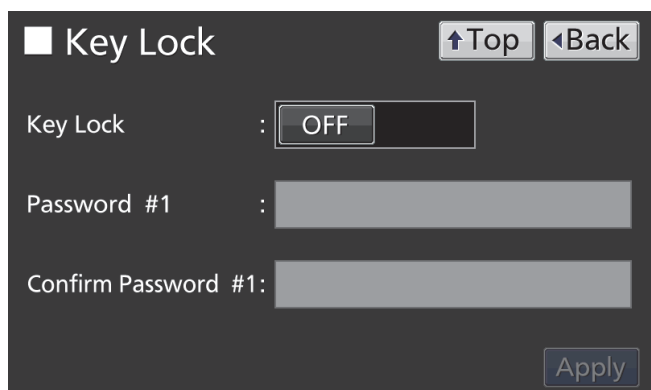 Key Lock
Top
Back
Key Lock : OFF
Password #1 :
Confirm Password #1:
Apply